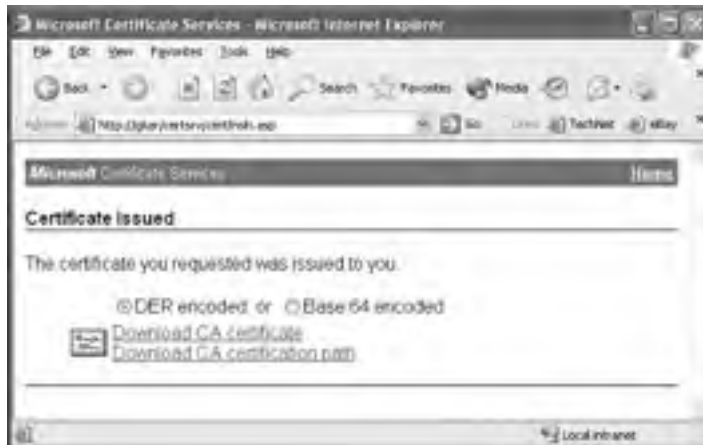 Microsoft Certificate Services - Microsoft Internet Explorer
File Edit View Favorites Tools Help
Back Search Favorites Media
Address Go Links TechNet eBay
Microsoft Certificate Services Home
Certificate Issued
The certificate you requested was issued to you.
DER encoded or Base 64 encoded
Download CA certificate
Download CA certification path
Local intranet